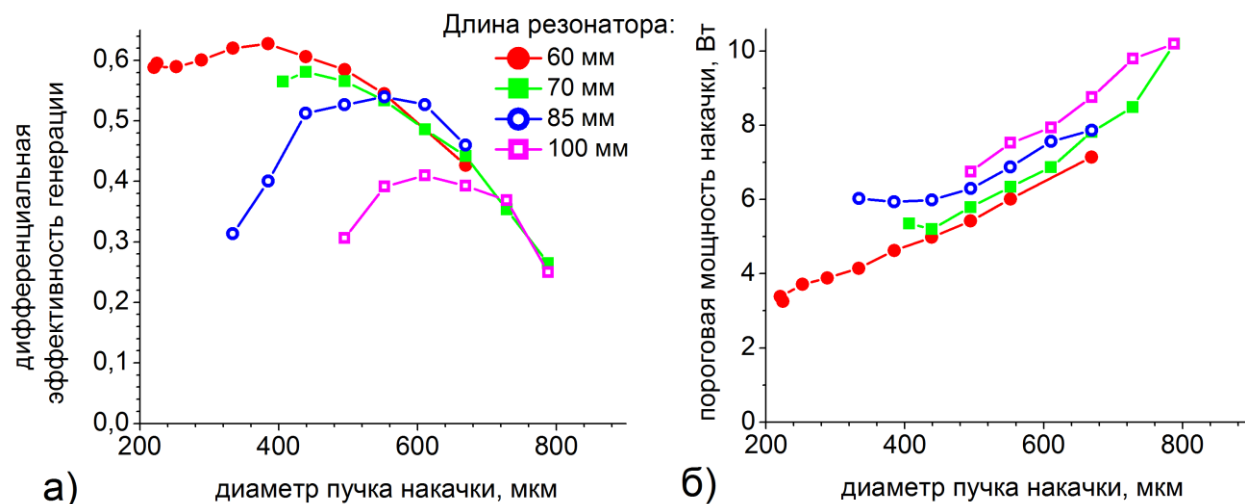 дифференциальная
эффективность генерации
0,6
0,5
0,4
0,3
0,2
0,1
0,0
200
400
600
800
диаметр пучка накачки, мкм
а)
Длина резонатора:
60 мм
70 мм
85 мм
100 мм
пороговая мощность накачки, Вт
10
8
6
4
2
0
200
400
600
800
диаметр пучка накачки, мкм
б)